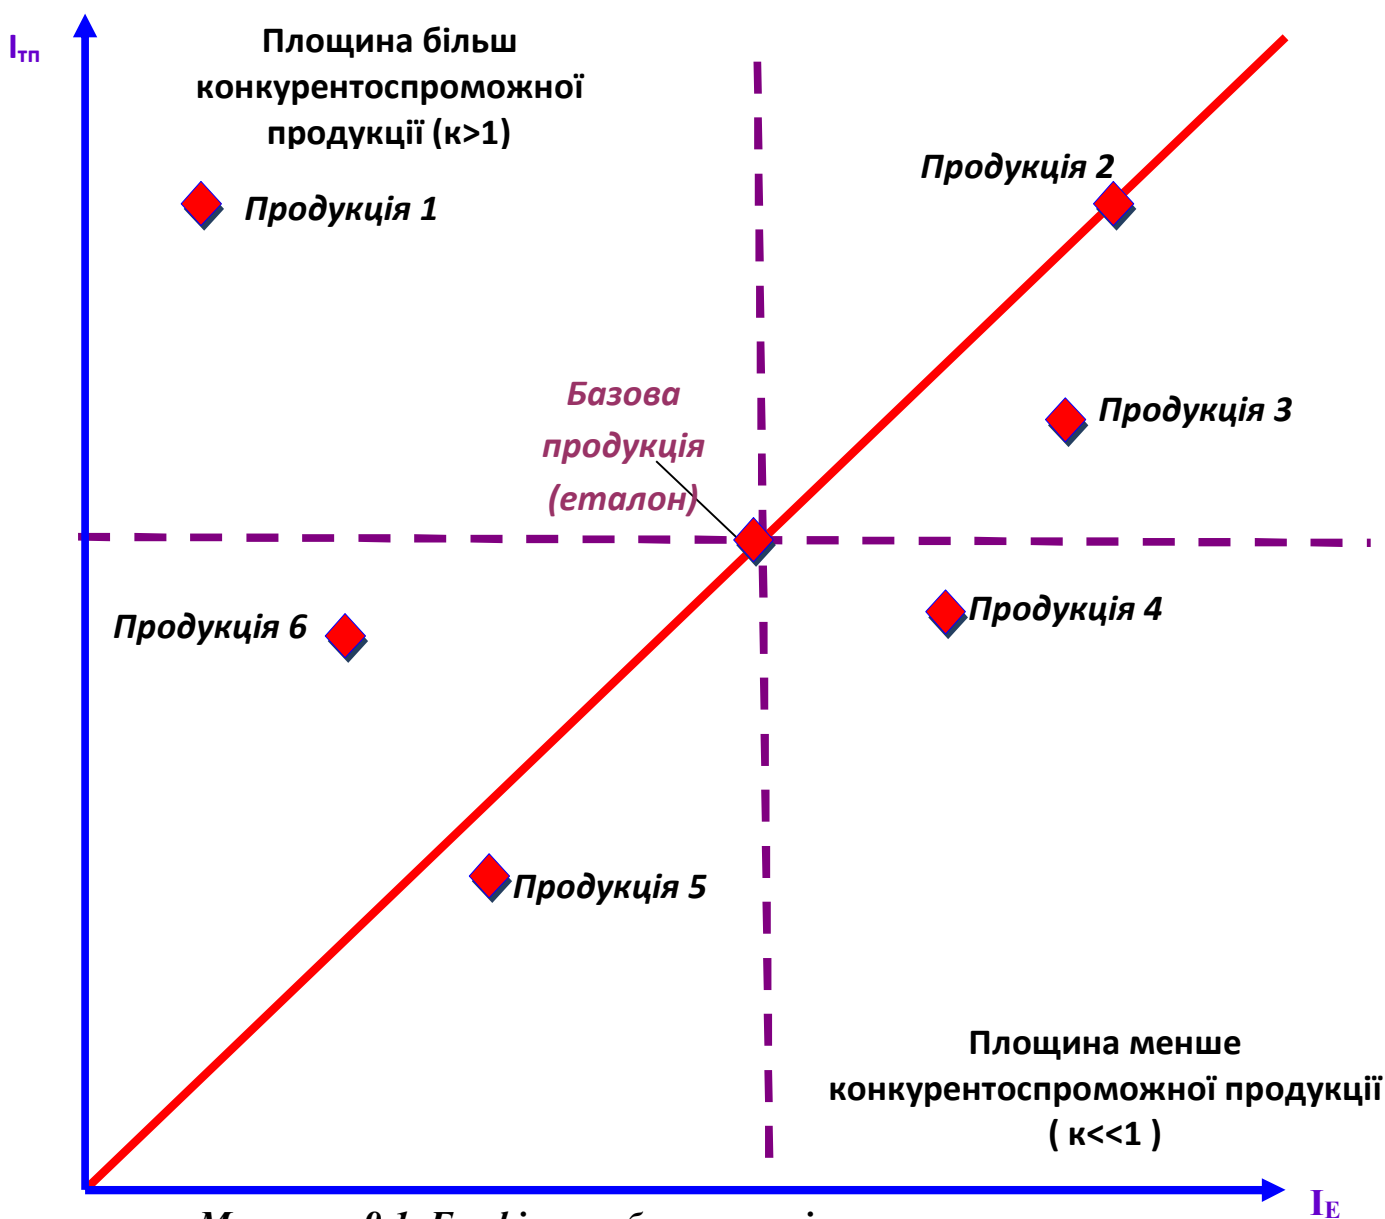 Iтп
Площина більш
конкурентоспроможної
продукції (к>1)
Продукція 2
Продукція 1
Базова
продукція
(еталон)
Продукція 3
Продукція 6
Продукція 4
Продукція 5
Площина менше
конкурентоспроможної продукції
( к<<1 )
IE